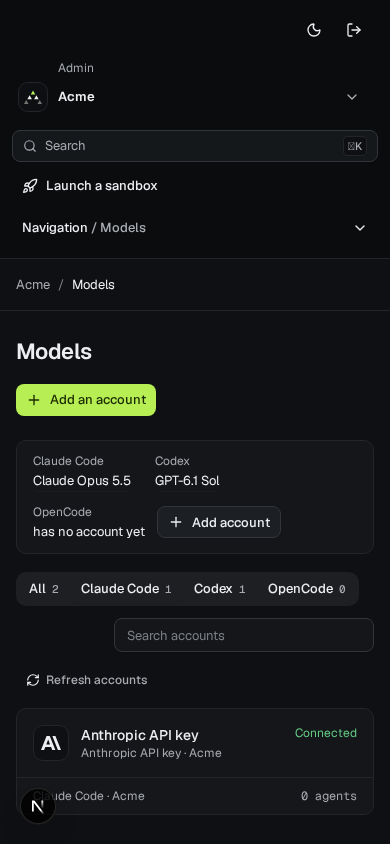 Admin
Acme
Search
K
Launch a sandbox
Navigation / Models
Acme / Models
Models
+ Add an account
Claude Code
Codex
Claude Opus 5.5
GPT-6.1 Sol
OpenCode
has no account yet
+ Add account
All 2 Claude Code 1 Codex 1 OpenCode 0
Search accounts
Refresh accounts
Anthropic API key
Connected
Anthropic API key · Acme
Code · Acme
0 agents
N